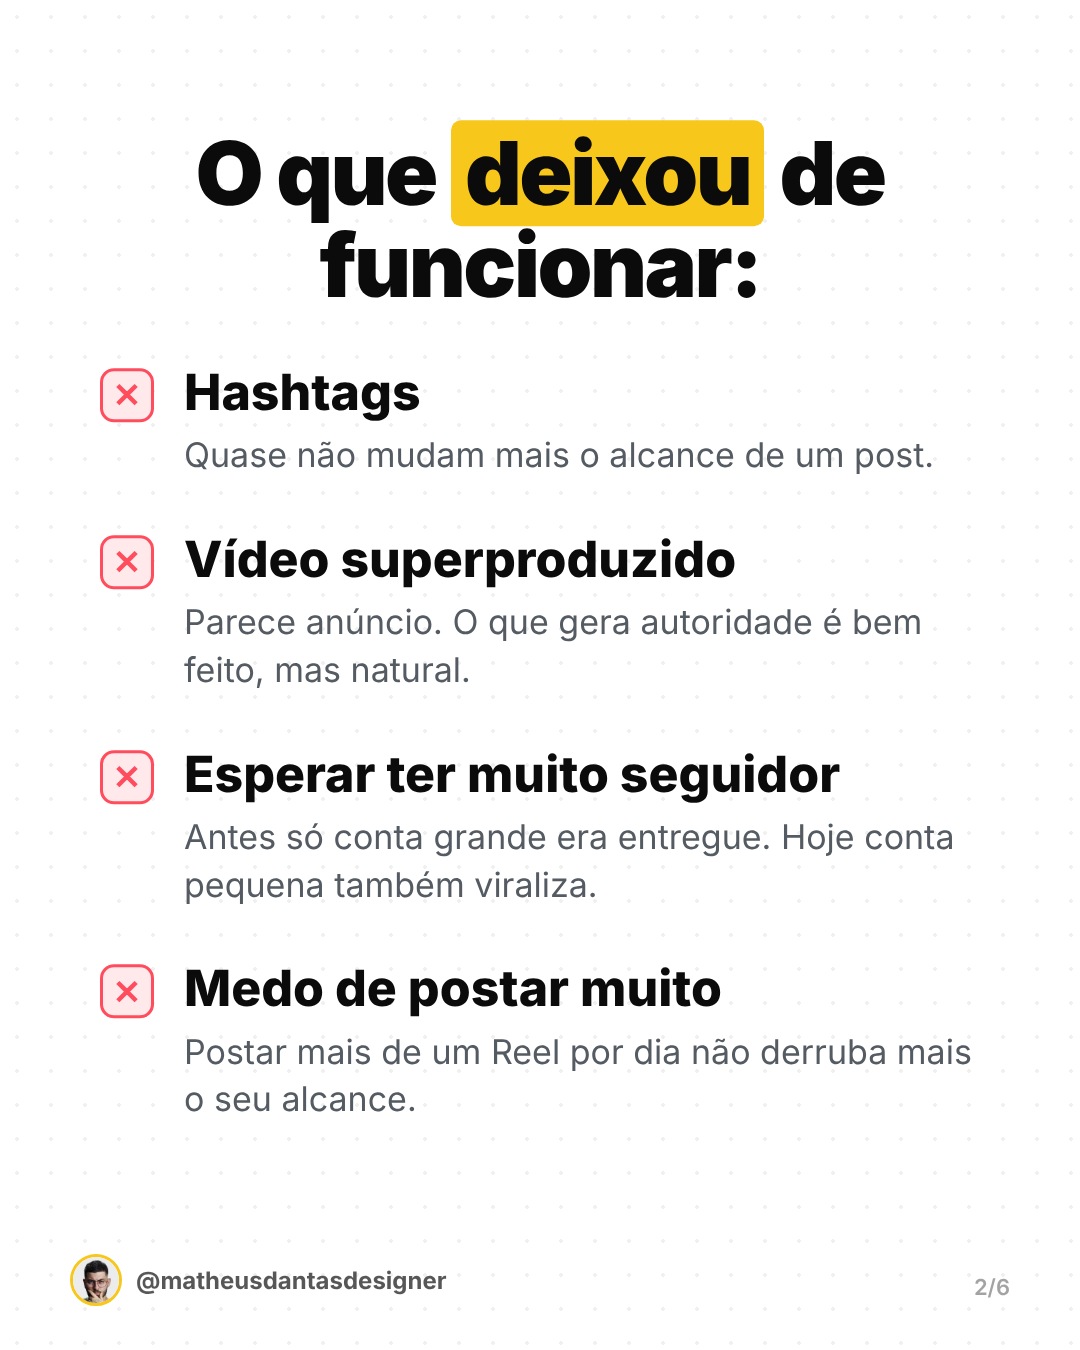 O que deixou de
funcionar:
Hashtags
Quase não mudam mais o alcance de um post.
Vídeo superproduzido
Parece anúncio. O que gera autoridade é bem
feito, mas natural.
Esperar ter muito seguidor
Antes só conta grande era entregue. Hoje conta
pequena também viraliza.
Medo de postar muito
Postar mais de um Reel por dia não derruba mais
o seu alcance.
@matheusdantasdesigner
2/6